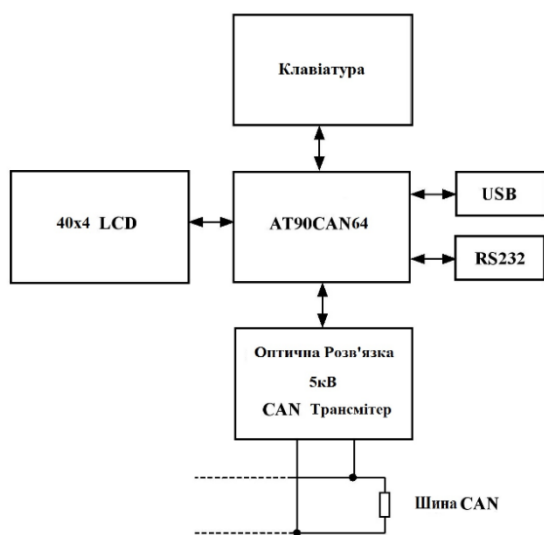 Клавіатура
40x4 LCD
AT90CAN64
USB
RS232
Оптична Розв'язка
5кВ
CAN Трансмітер
Шина CAN